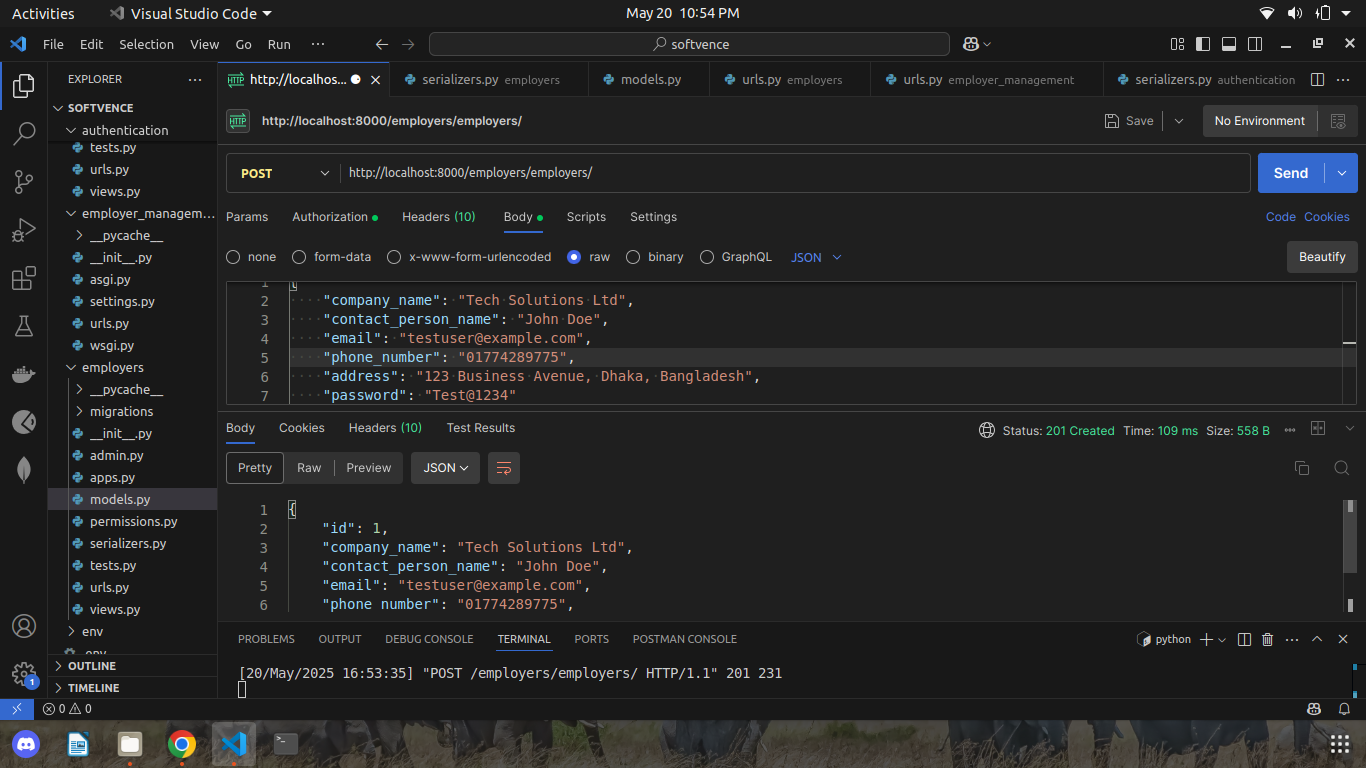 Activities Visual Studio Code May 20 10:54 PM
File Edit Selection View Go Run ··· softvence
EXPLORER ···
SOFTVENCE
authentication
tests.py
urls.py
views.py
employer_managem...
__pycache__
__init__.py
asgi.py
settings.py
urls.py
wsgi.py
employers
__pycache__
migrations
__init__.py
admin.py
apps.py
models.py
permissions.py
serializers.py
tests.py
urls.py
views.py
env
.env
OUTLINE
TIMELINE
1
http://localhos... serializers.py employers models.py urls.py employers urls.py employer_management serializers.py authentication ···
HTTP http://localhost:8000/employers/employers/ Save No Environment
POST http://localhost:8000/employers/employers/ Send
Params Authorization Headers (10) Body Scripts Settings Code Cookies
none form-data x-www-form-urlencoded raw binary GraphQL JSON Beautify
1 {
2 "company_name": "Tech Solutions Ltd",
3 "contact_person_name": "John Doe",
4 "email": "testuser@example.com",
5 "phone_number": "01774289775",
6 "address": "123 Business Avenue, Dhaka, Bangladesh",
7 "password": "Test@1234"
Body Cookies Headers (10) Test Results Status: 201 Created Time: 109 ms Size: 558 B ···
Pretty Raw Preview JSON
1 {
2 "id": 1,
3 "company_name": "Tech Solutions Ltd",
4 "contact_person_name": "John Doe",
5 "email": "testuser@example.com",
6 "phone number": "01774289775",
PROBLEMS OUTPUT DEBUG CONSOLE TERMINAL PORTS POSTMAN CONSOLE python ···
[20/May/2025 16:53:35] "POST /employers/employers/ HTTP/1.1" 201 231
0 0